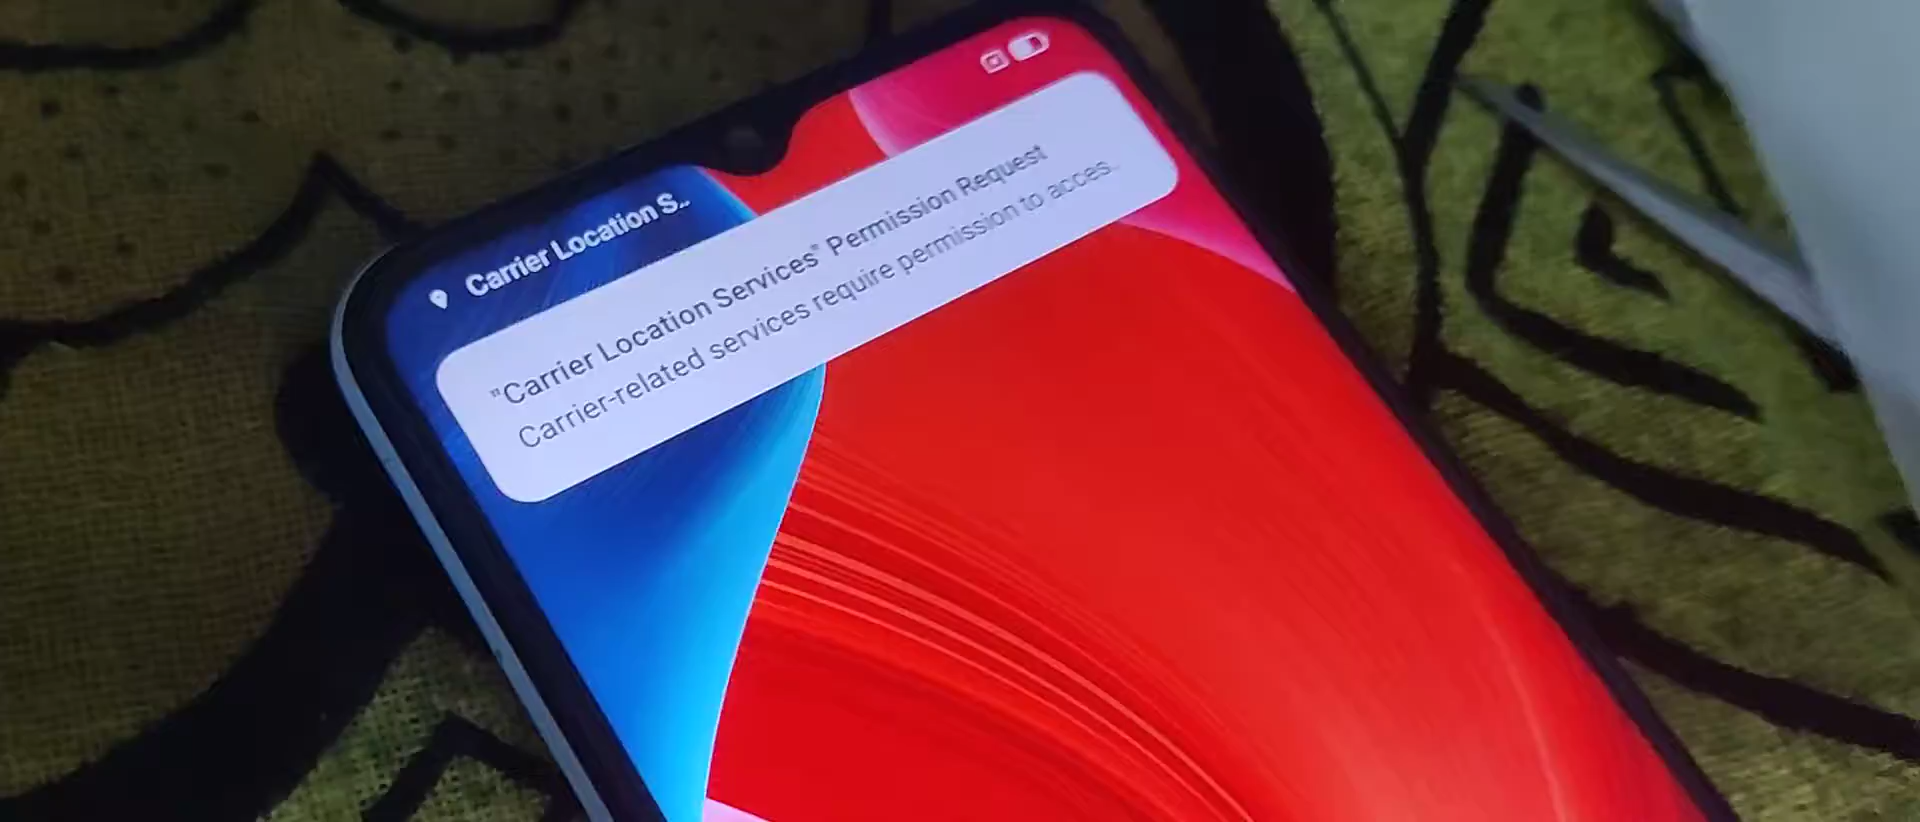 Carrier Location S..
"Carrier Location Services" Permission Request
Carrier-related services require permission to acces..